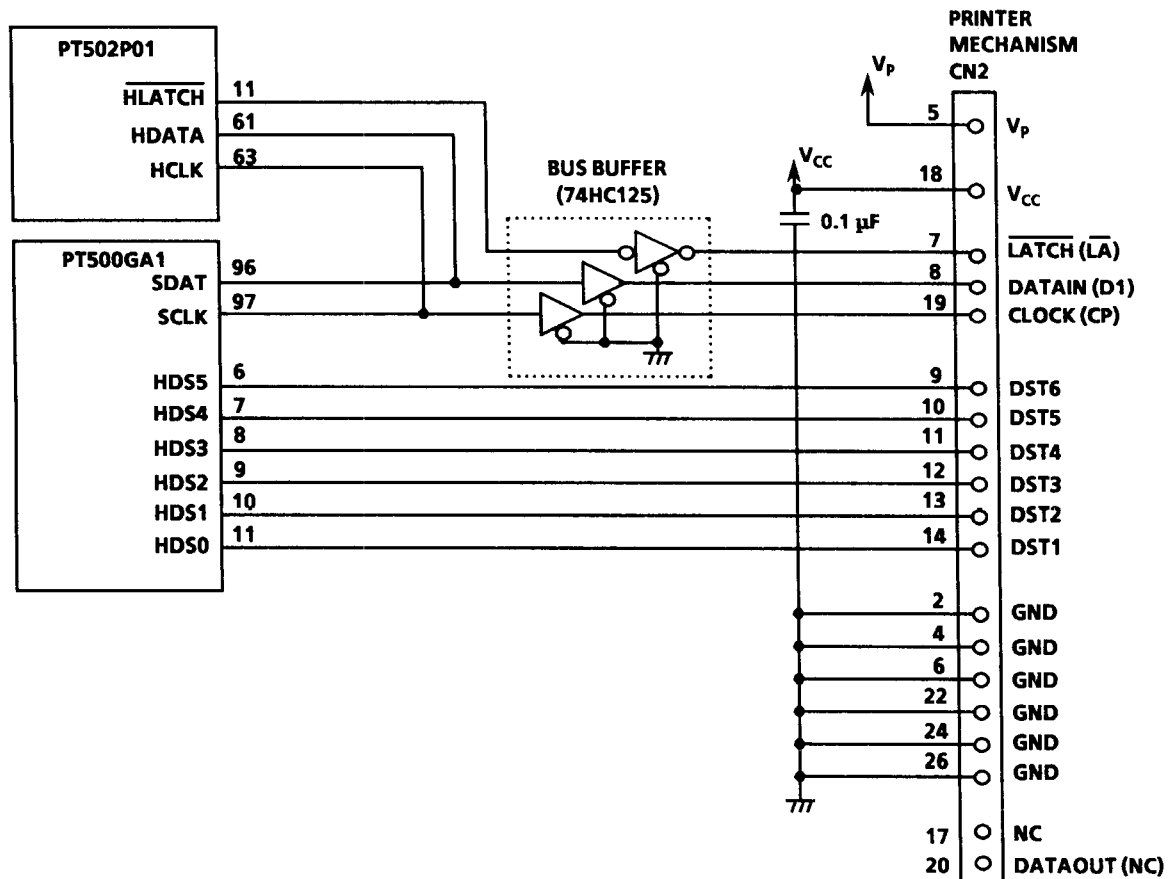 PRINTER
MECHANISM
CN2
PT502P01
HLATCH 11
HDATA 61
HCLK 63
VP
5 VP
VCC
18 VCC
0.1 µF
BUS BUFFER
(74HC125)
7 LATCH (LA)
8 DATAIN (D1)
19 CLOCK (CP)
PT500GA1
SDAT 96
SCLK 97
HDS5 6 9 DST6
HDS4 7 10 DST5
HDS3 8 11 DST4
HDS2 9 12 DST3
HDS1 10 13 DST2
HDS0 11 14 DST1
2 GND
4 GND
6 GND
22 GND
24 GND
26 GND
17 NC
20 DATAOUT (NC)